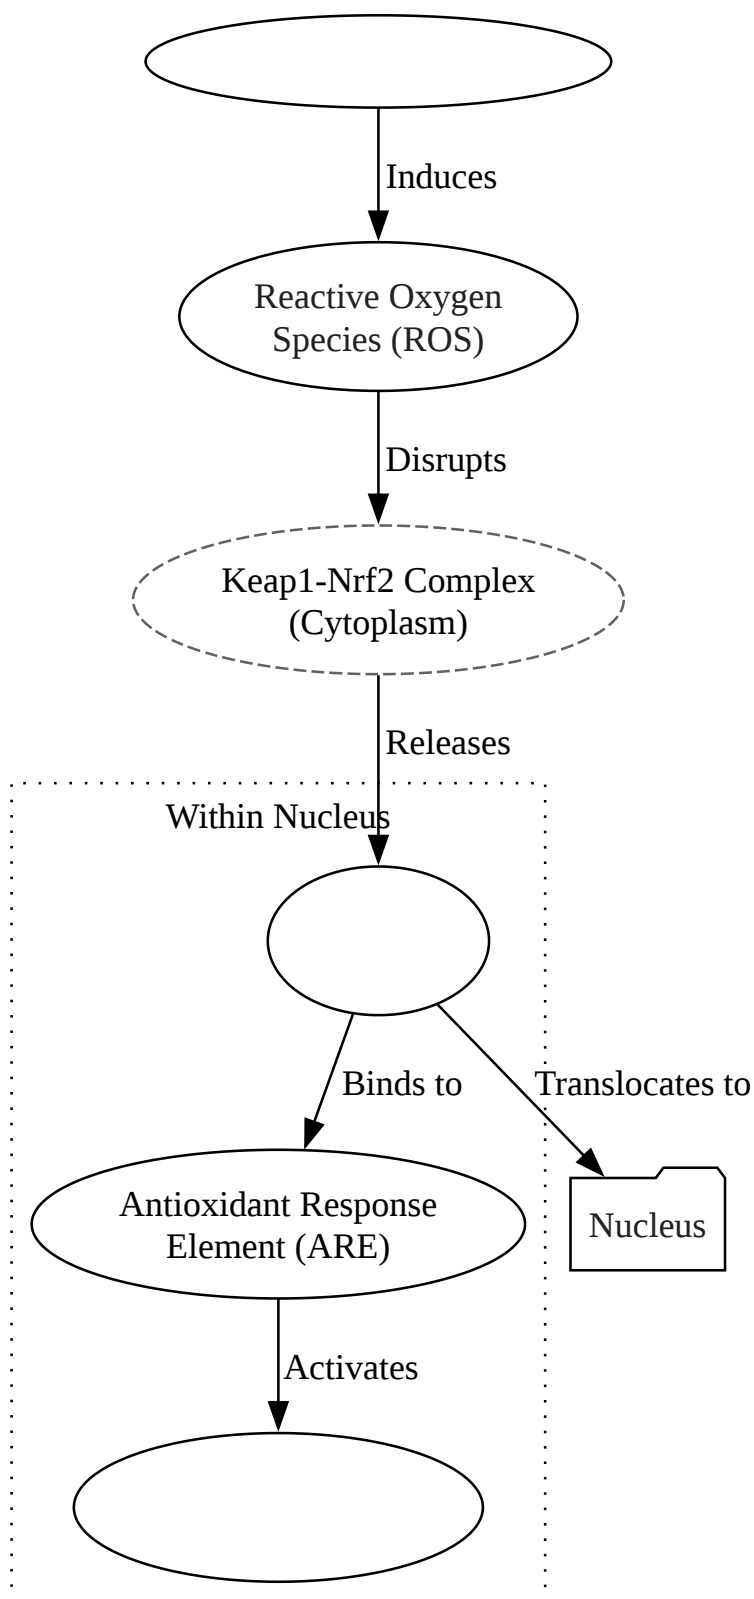 Induces
Reactive Oxygen
Species (ROS)
Disrupts
Keap1-Nrf2 Complex
(Cytoplasm)
Releases
Within Nucleus
Binds to
Translocates to
Antioxidant Response
Element (ARE)
Nucleus
Activates